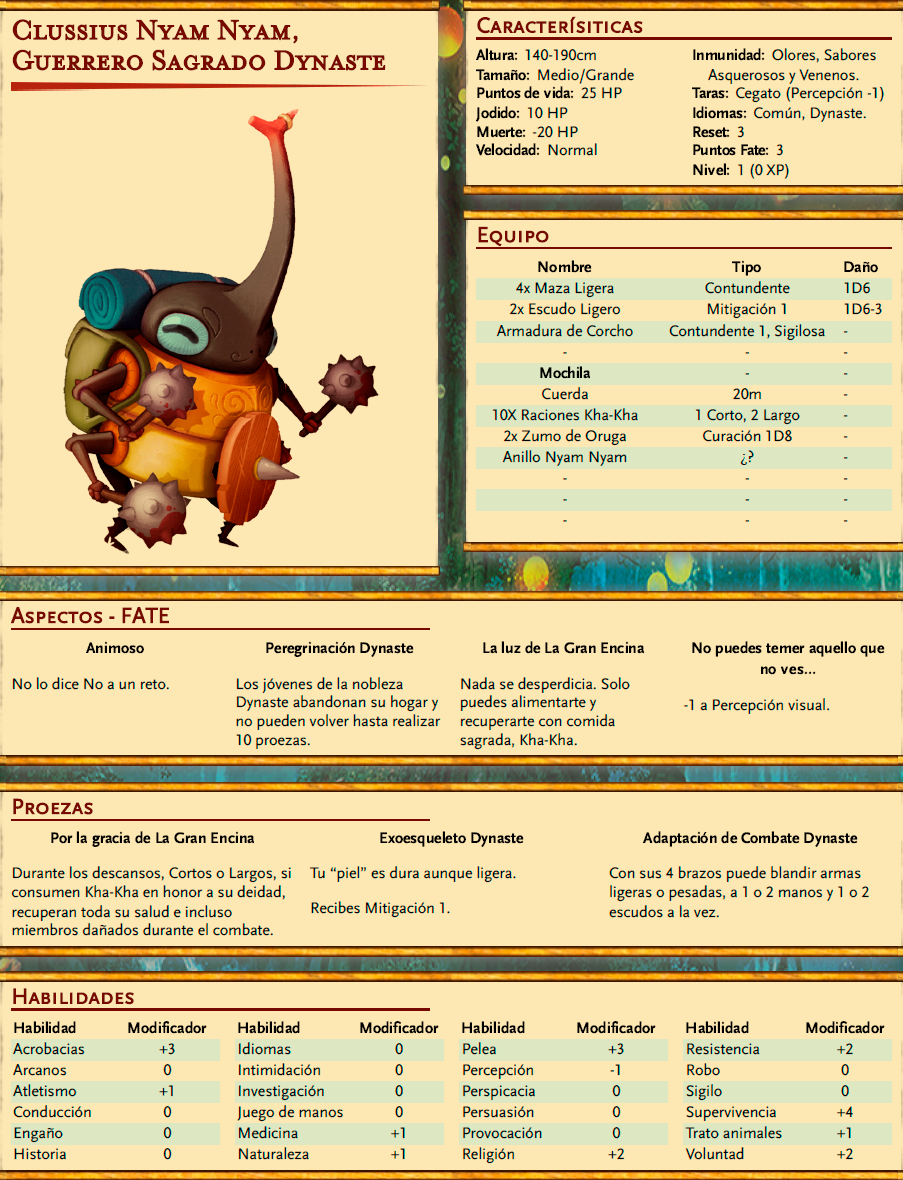 Clussius Nyam Nyam,
Guerrero Sagrado Dynaste
Caracterísiticas
Altura: 140-190cm
Tamaño: Medio/Grande
Puntos de vida: 25 HP
Jodido: 10 HP
Muerte: -20 HP
Velocidad: Normal
Inmunidad: Olores, Sabores
Asquerosos y Venenos.
Taras: Cegato (Percepción -1)
Idiomas: Común, Dynaste.
Reset: 3
Puntos Fate: 3
Nivel: 1 (0 XP)
Equipo
Nombre Tipo Daño
4x Maza Ligera Contundente 1D6
2x Escudo Ligero Mitigación 1 1D6-3
Armadura de Corcho Contundente 1, Sigilosa -
- - -
Mochila - -
Cuerda 20m -
10X Raciones Kha-Kha 1 Corto, 2 Largo -
2x Zumo de Oruga Curación 1D8 -
Anillo Nyam Nyam ¿? -
- - -
- - -
- - -
Aspectos - FATE
Animoso
No lo dice No a un reto.
Peregrinación Dynaste
Los jóvenes de la nobleza
Dynaste abandonan su hogar y
no pueden volver hasta realizar
10 proezas.
La luz de La Gran Encina
Nada se desperdicia. Solo
puedes alimentarte y
recuperarte con comida
sagrada, Kha-Kha.
No puedes temer aquello que
no ves...
-1 a Percepción visual.
Proezas
Por la gracia de La Gran Encina
Durante los descansos, Cortos o Largos, si
consumen Kha-Kha en honor a su deidad,
recuperan toda su salud e incluso
miembros dañados durante el combate.
Exoesqueleto Dynaste
Tu “piel” es dura aunque ligera.
Recibes Mitigación 1.
Adaptación de Combate Dynaste
Con sus 4 brazos puede blandir armas
ligeras o pesadas, a 1 o 2 manos y 1 o 2
escudos a la vez.
Habilidades
Habilidad Modificador Habilidad Modificador Habilidad Modificador Habilidad Modificador
Acrobacias +3 Idiomas 0 Pelea +3 Resistencia +2
Arcanos 0 Intimidación 0 Percepción -1 Robo 0
Atletismo +1 Investigación 0 Perspicacia 0 Sigilo 0
Conducción 0 Juego de manos 0 Persuasión 0 Supervivencia +4
Engaño 0 Medicina +1 Provocación 0 Trato animales +1
Historia 0 Naturaleza +1 Religión +2 Voluntad +2